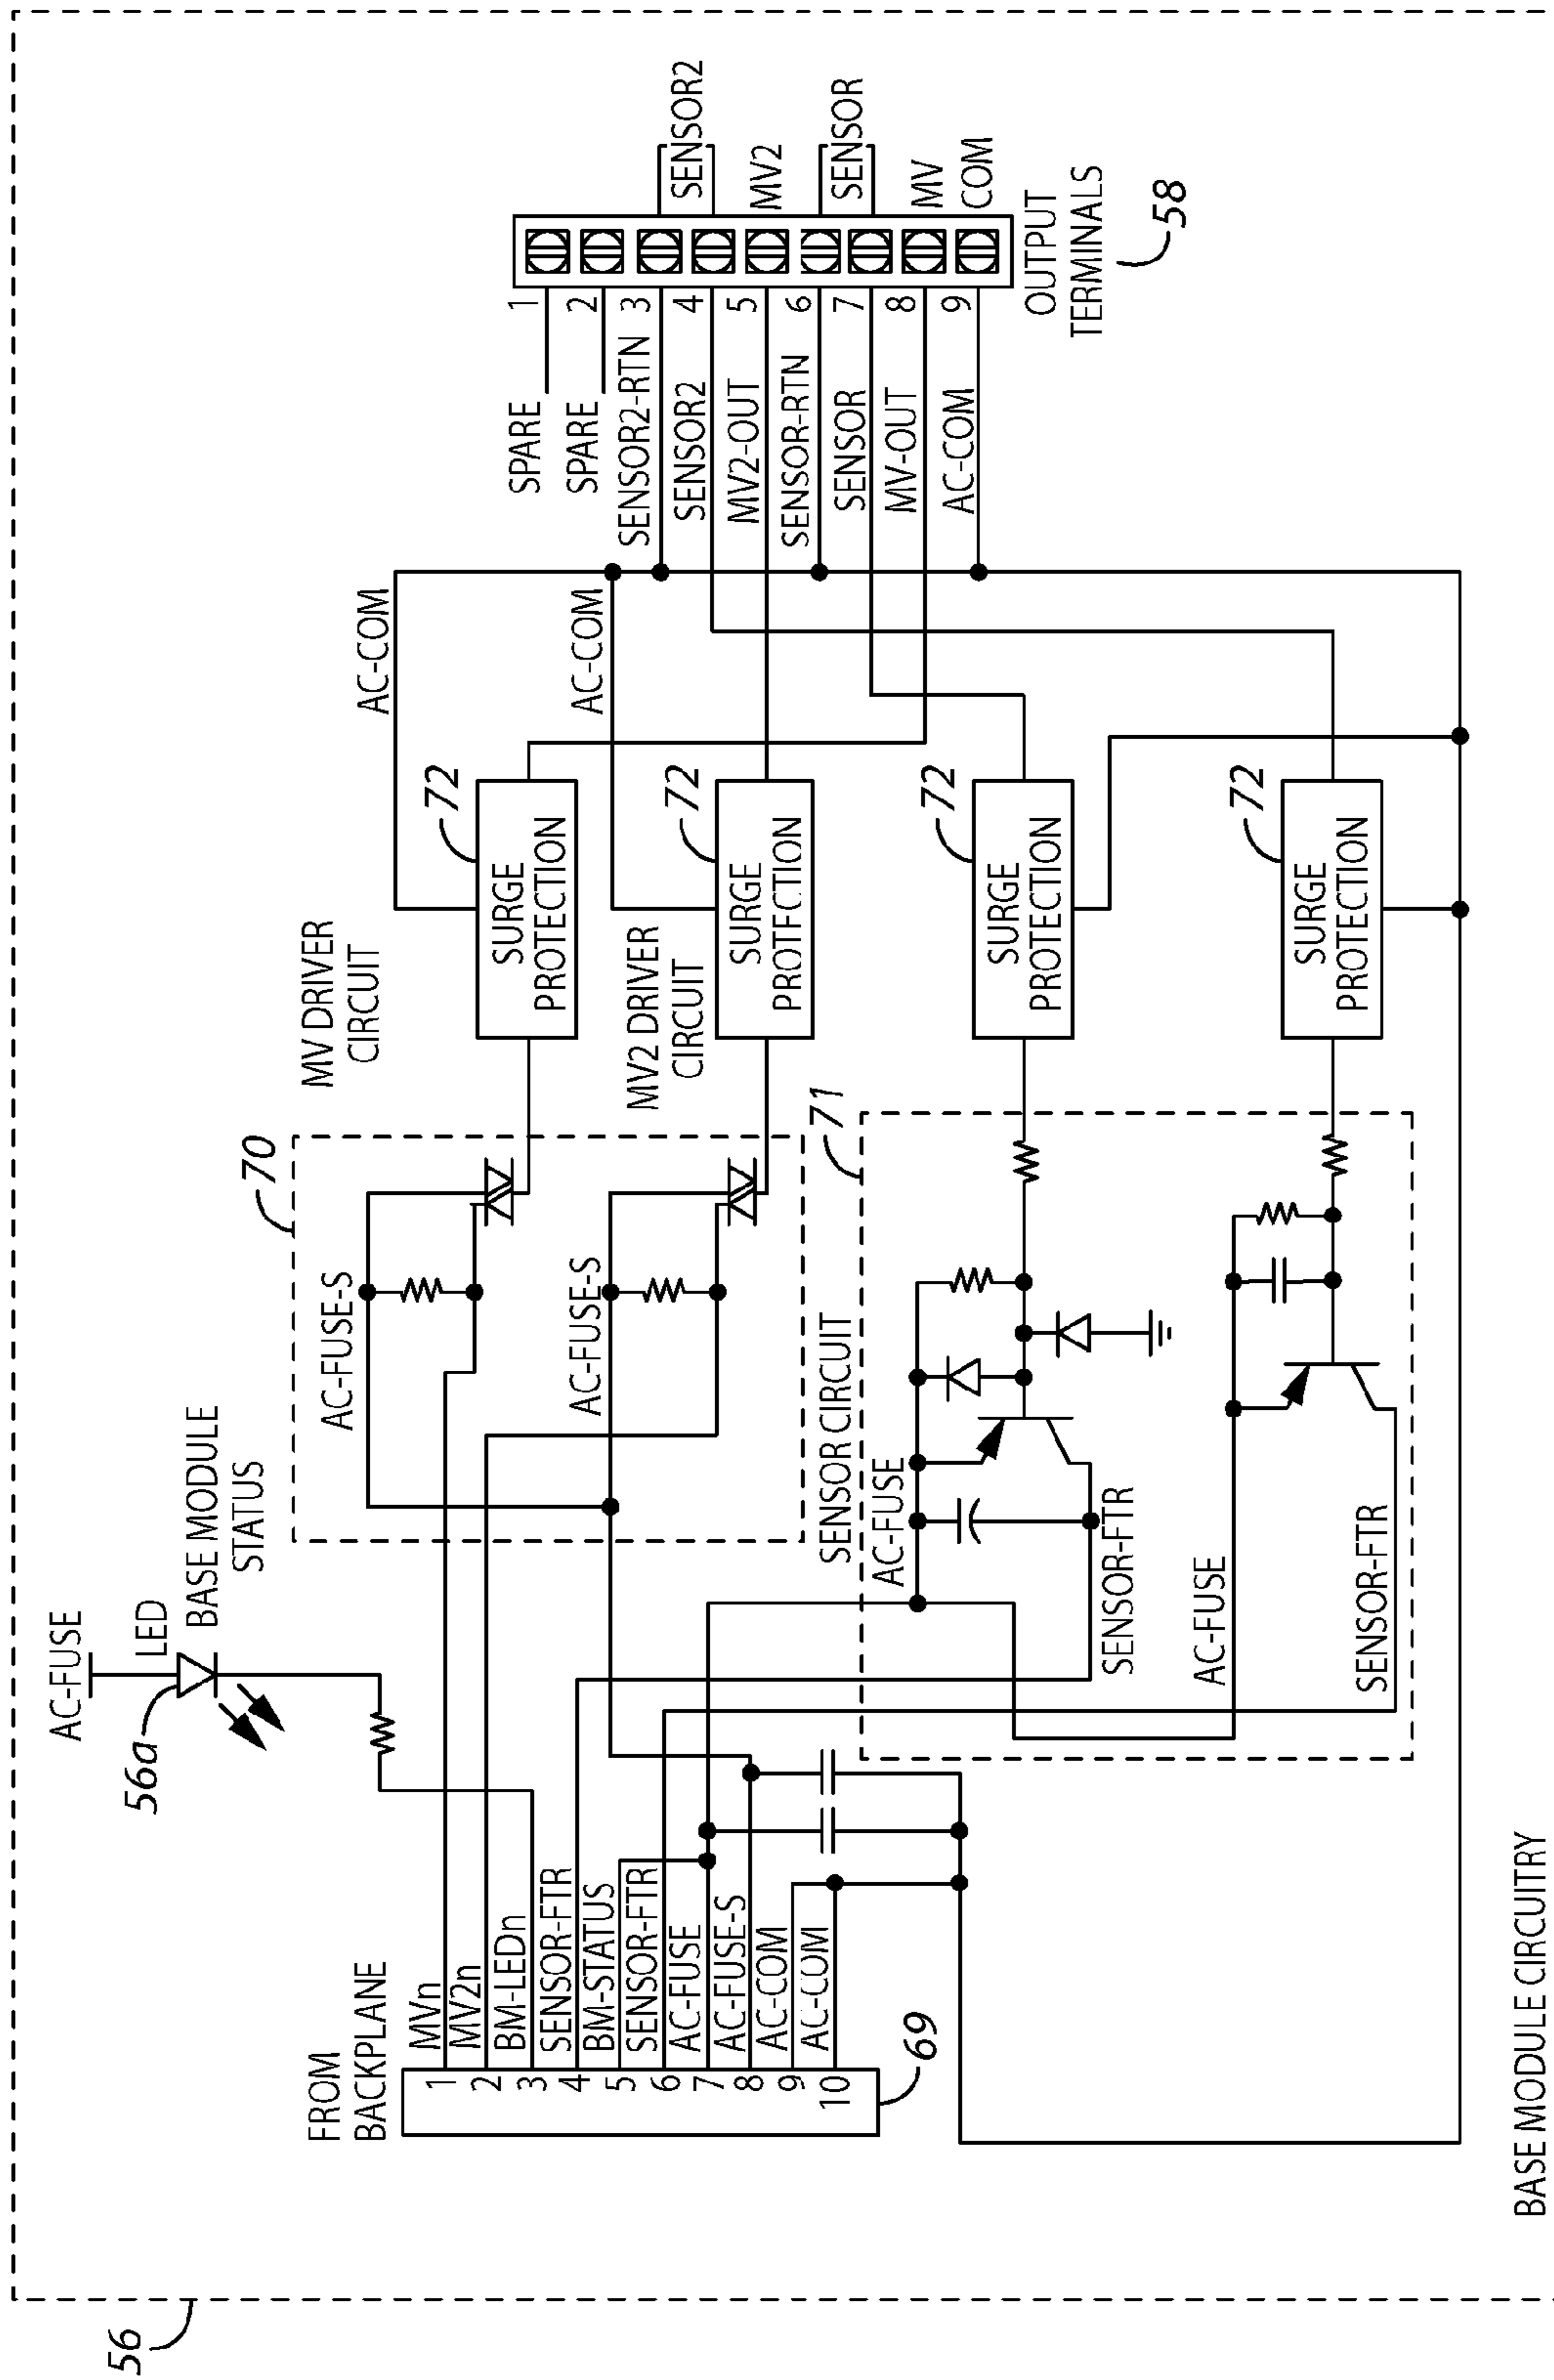 56
AC-FUSE
LED
56a
BASE MODULE
STATUS
FROM
BACKPLANE
MVn
MV2n
BM-LEDn
SENSOR-FTR
BM-STATUS
SENSOR-FTR
AC-FUSE
AC-FUSE-S
AC-COM
AC-COM
1
2
3
4
5
6
7
8
9
10
69
70
AC-FUSE-S
AC-FUSE-S
MV DRIVER
CIRCUIT
MV2 DRIVER
CIRCUIT
SENSOR CIRCUIT
71
AC-FUSE
SENSOR-FTR
AC-FUSE
SENSOR-FTR
72
SURGE
PROTECTION
72
SURGE
PROTECTION
72
SURGE
PROTECTION
72
SURGE
PROTECTION
AC-COM
AC-COM
SPARE
SPARE
SENSOR2-RTN
SENSOR2
MV2-OUT
SENSOR-RTN
SENSOR
MV-OUT
AC-COM
1
2
3
4
5
6
7
8
9
SENSOR2
MV2
SENSOR
MV
COM
OUTPUT
TERMINALS
58
BASE MODULE CIRCUITRY